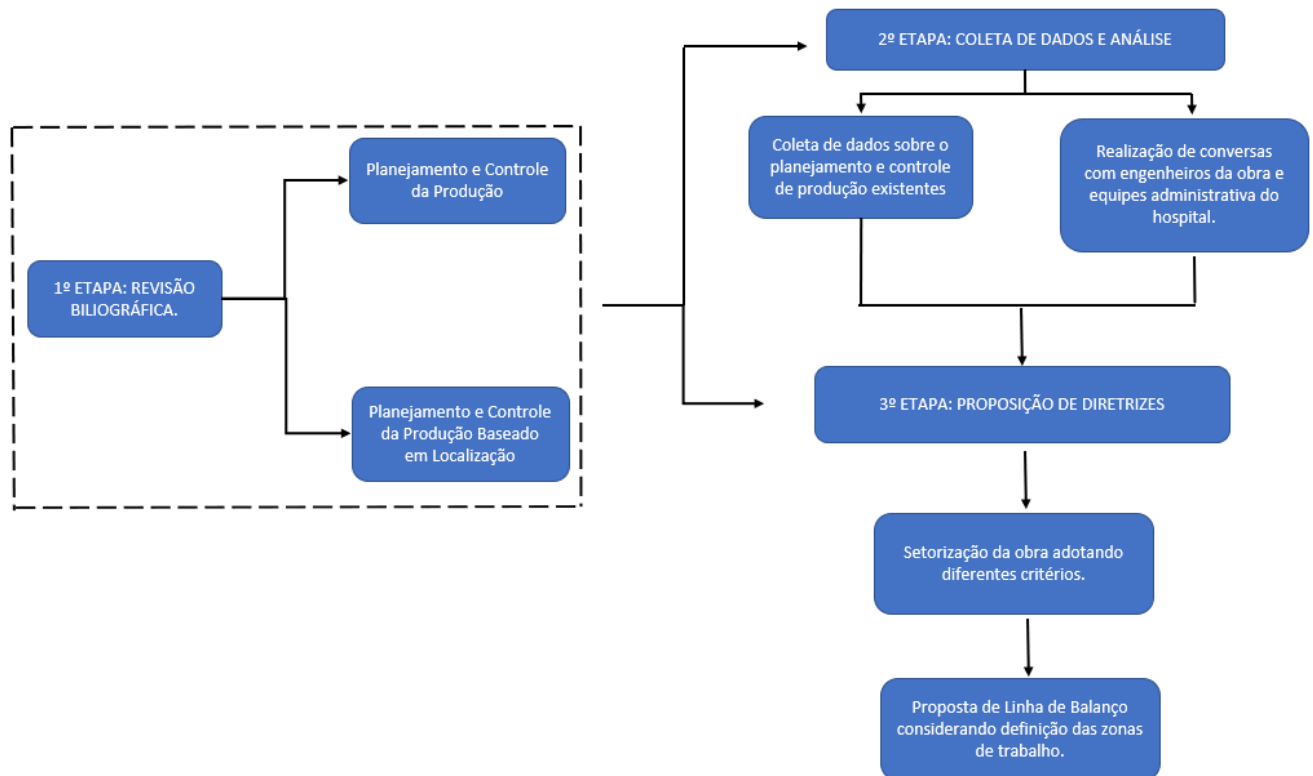 1º ETAPA: REVISÃO
BILIOGRÁFICA.
Planejamento e Controle
da Produção
Planejamento e Controle
da Produção Baseado
em Localização
2º ETAPA: COLETA DE DADOS E ANÁLISE
Coleta de dados sobre o
planejamento e controle
de produção existentes
Realização de conversas
com engenheiros da obra e
equipes administrativa do
hospital.
3º ETAPA: PROPOSIÇÃO DE DIRETRIZES
Setorização da obra adotando
diferentes critérios.
Proposta de Linha de Balanço
considerando definição das zonas
de trabalho.